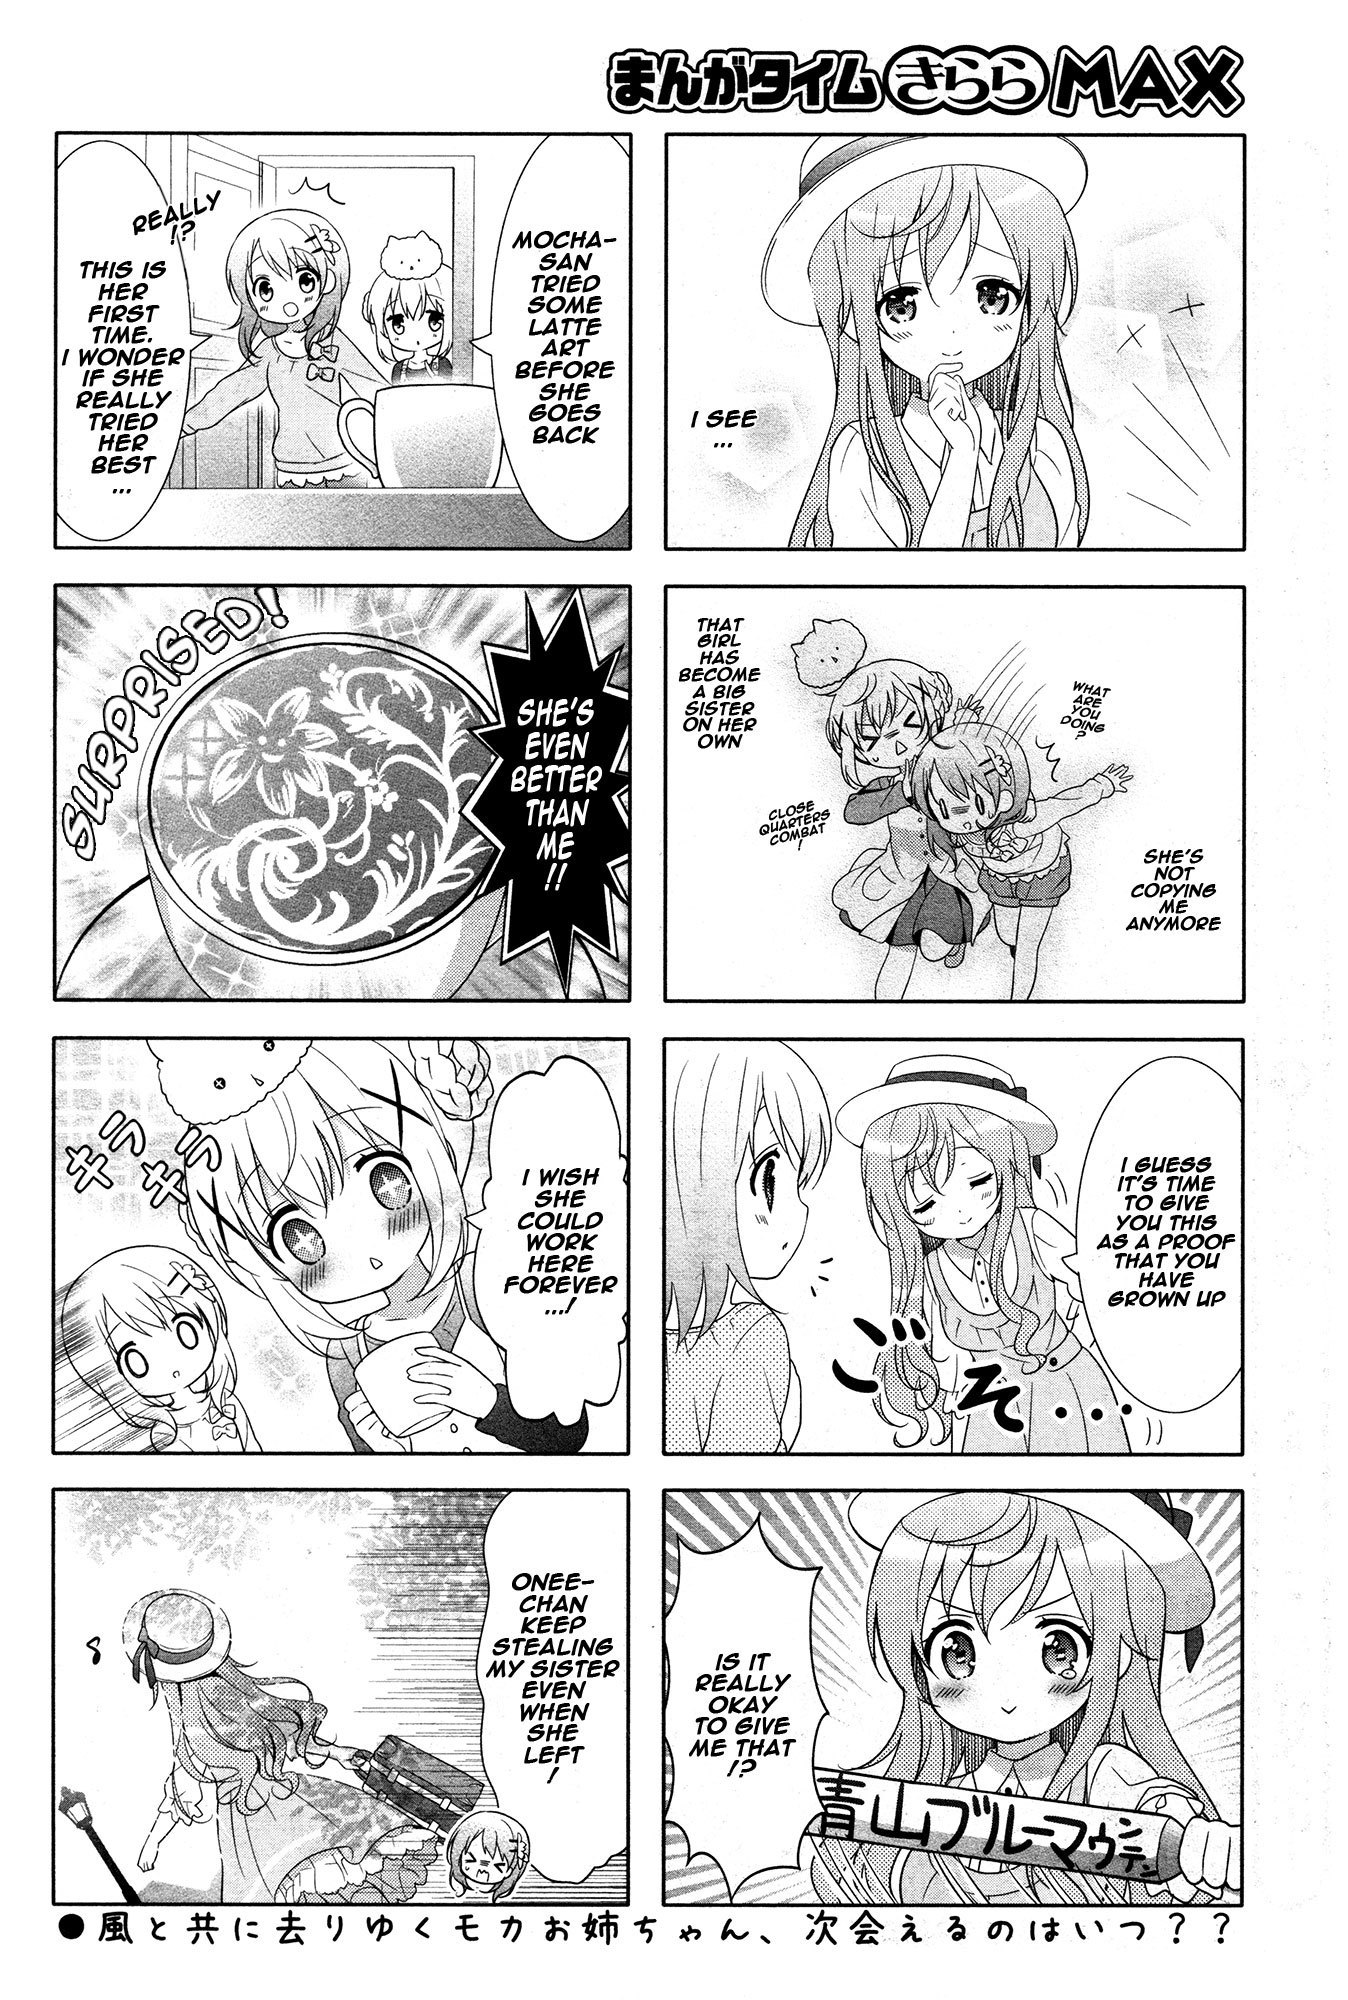 まんがタイムきららMAX
I SEE
...
THAT
GIRL
HAS
BECOME
A BIG
SISTER
ON HER
OWN
WHAT
ARE
YOU
DOING
?
CLOSE
QUARTERS
COMBAT
!
SHE'S
NOT
COPYING
ME
ANYMORE
I GUESS
IT'S TIME
TO GIVE
YOU THIS
AS A PROOF
THAT YOU
HAVE
GROWN UP
ごそ・・・
IS IT
REALLY
OKAY
TO GIVE
ME THAT
!?
青山ブルーマウンテン
MOCHA-
SAN
TRIED
SOME
LATTE
ART
BEFORE
SHE
GOES
BACK
REALLY
!?
THIS IS
HER
FIRST
TIME.
I WONDER
IF SHE
REALLY
TRIED
HER
BEST
...
SURPRISED!
SHE'S
EVEN
BETTER
THAN
ME
!!
I WISH
SHE
COULD
WORK
HERE
FOREVER
...!
キラ
キラ
ONEE-
CHAN
KEEP
STEALING
MY SISTER
EVEN
WHEN
SHE
LEFT
!
●風と共に去りゆくモカお姉ちゃん、次会えるのはいつ??